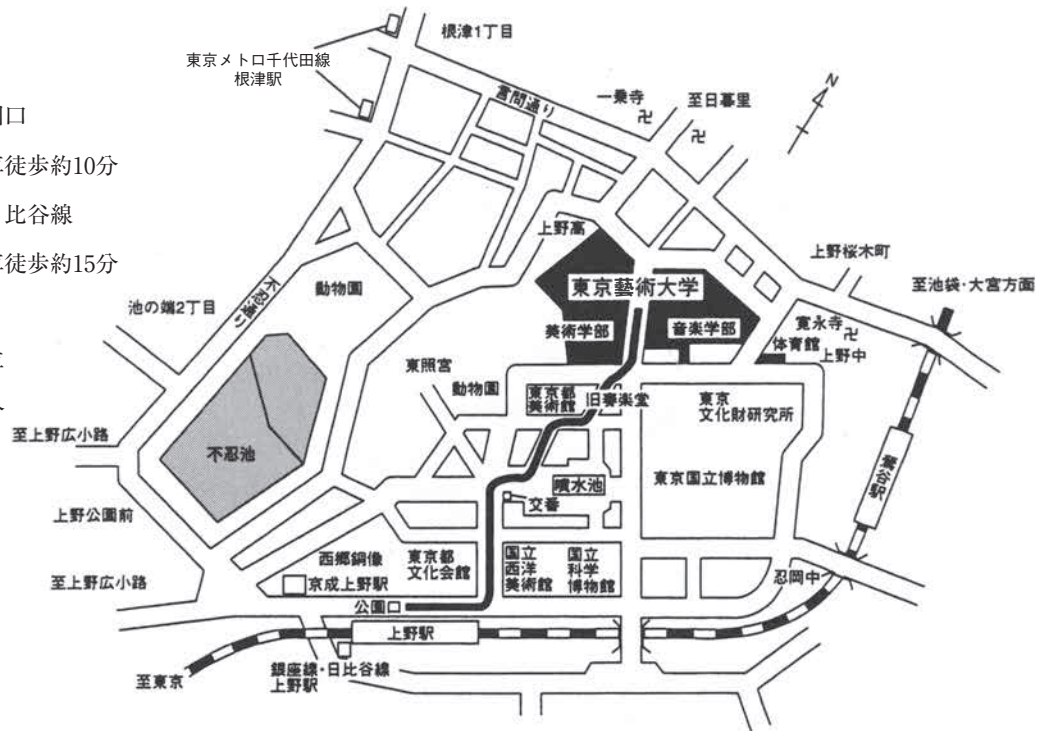 根津1丁目
東京メトロ千代田線
根津駅
言問通り
一乗寺
至日暮里
N
口
徒歩約10分
比谷線
徒歩約15分
上野高
上野桜木町
至池袋・大宮方面
東京藝術大学
美術学部
音楽学部
寛永寺
体育館
上野中
不忍通り
動物園
池の端2丁目
東照宮
動物園
東京都
美術館
旧奏楽堂
東京
文化財研究所
至上野広小路
不忍池
噴水池
東京国立博物館
鶯谷駅
交番
上野公園前
西郷銅像
東京都
文化会館
国立
西洋
美術館
国立
科学
博物館
至上野広小路
京成上野駅
忍岡中
公園口
上野駅
銀座線・日比谷線
上野駅
至東京